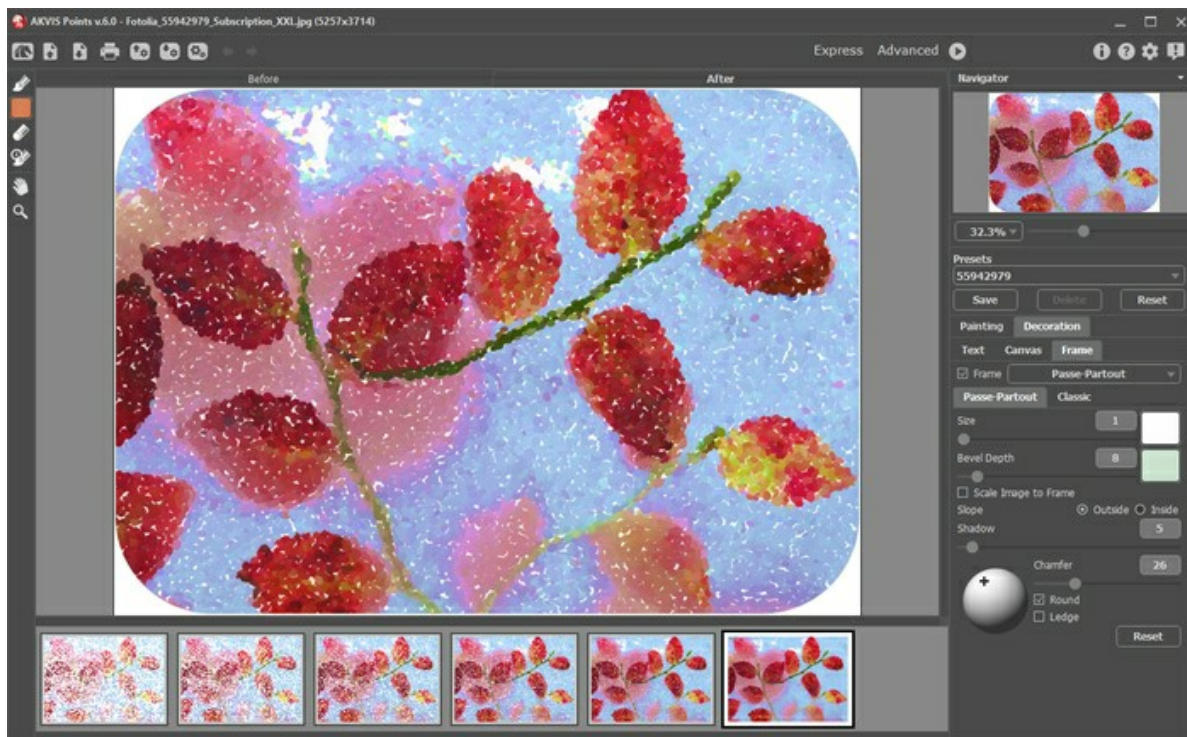 AKVIS Points v.6.0 - Fotolia_55942979_Subscription_XXL.jpg (5257x3714)
Express Advanced
Before After
Navigator
32.3%
Presets
55942979
Save Delete Reset
Painting Decoration
Text Canvas Frame
Frame Passe-Partout
Passe-Partout Classic
Size 1
Bevel Depth 8
Scale Image to Frame
Slope Outside Inside
Shadow 5
Chamfer 26
Round
Ledge
Reset